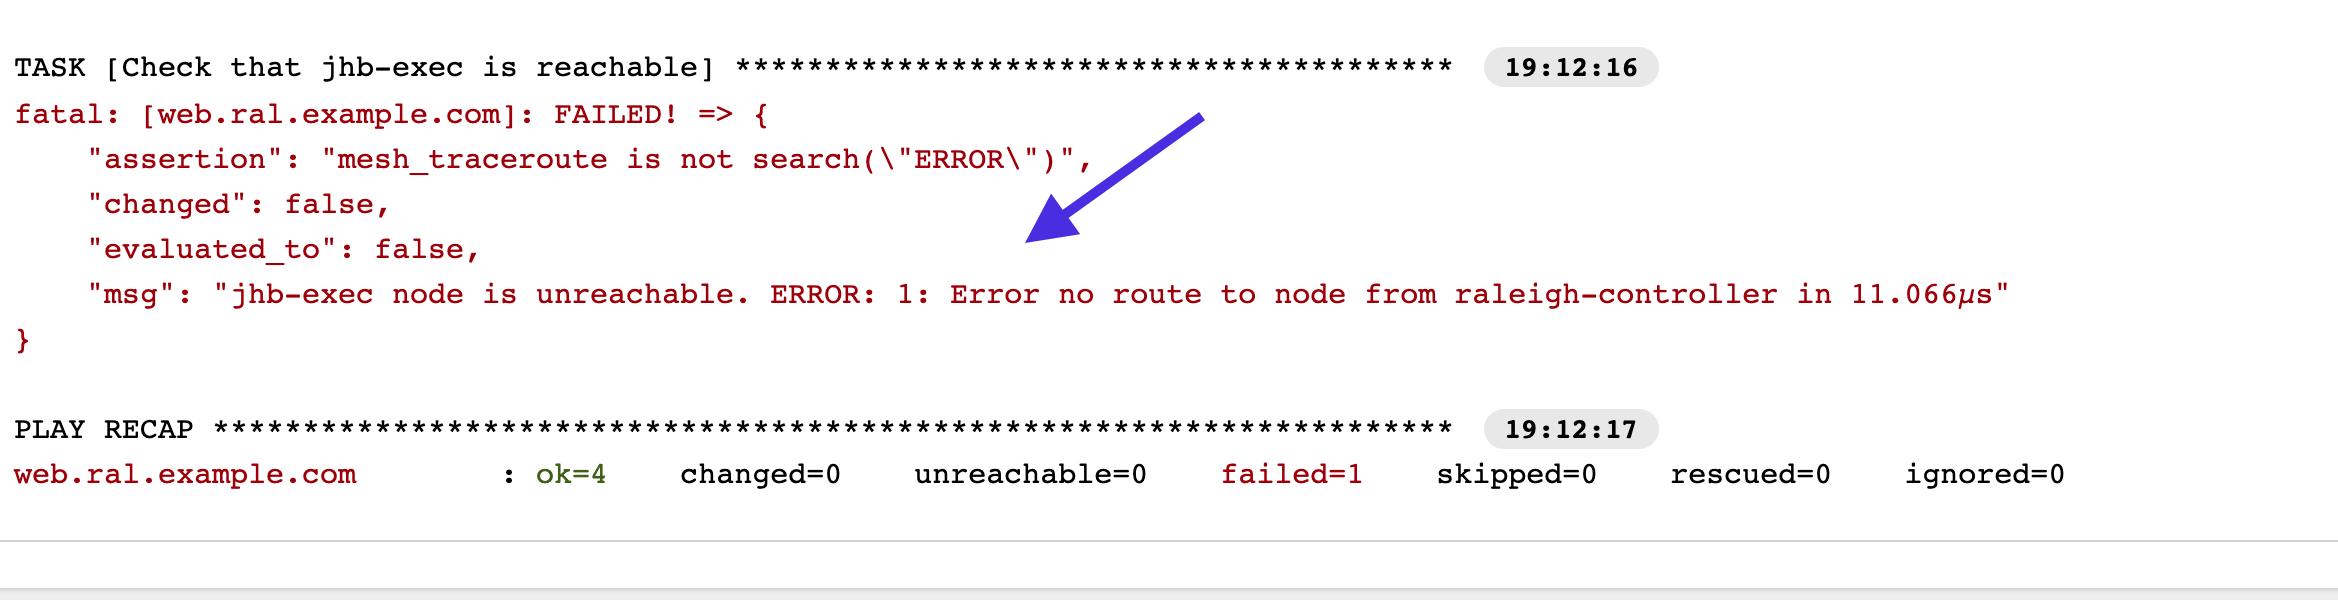 TASK [Check that jhb-exec is reachable] **************************************** 19:12:16
fatal: [web.ral.example.com]: FAILED! => {
    "assertion": "mesh_traceroute is not search(\"ERROR\")",
    "changed": false,
    "evaluated_to": false,
    "msg": "jhb-exec node is unreachable. ERROR: 1: Error no route to node from raleigh-controller in 11.066µs"
}
PLAY RECAP ********************************************************************* 19:12:17
web.ral.example.com        : ok=4    changed=0    unreachable=0    failed=1    skipped=0    rescued=0    ignored=0